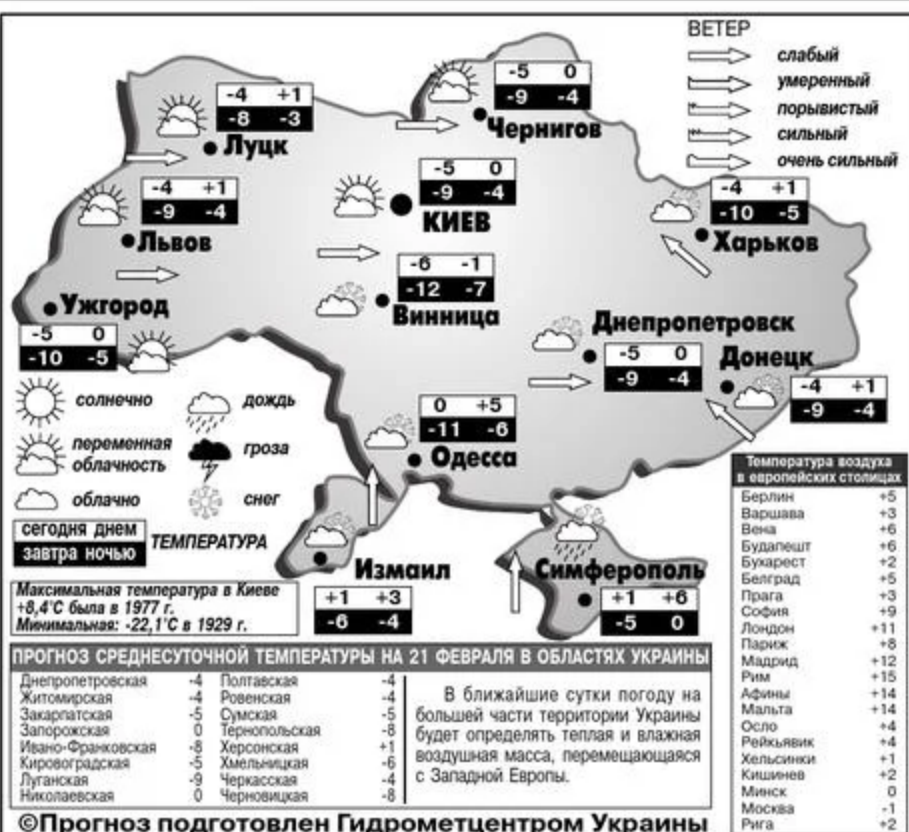 ВЕТЕР
слабый
умеренный
порывистый
сильный
очень сильный
-4 +1
-8 -3
Луцк
-5 0
-9 -4
Чернигов
-4 +1
-9 -4
Львов
-5 0
-9 -4
КИЕВ
-4 +1
-10 -5
Харьков
-6 -1
-12 -7
Винница
Ужгород
-5 0
-10 -5
Днепропетровск
-5 0
-9 -4
Донецк
-4 +1
-9 -4
0 +5
-11 -6
Одесса
солнечно
переменная
облачность
облачно
дождь
гроза
снег
сегодня днем
завтра ночью
ТЕМПЕРАТУРА
Измаил
+1 +3
-6 -4
Симферополь
+1 +6
-5 0
Максимальная температура в Киеве
+8,4°С была в 1977 г.
Минимальная: -22,1°С в 1929 г.
ПРОГНОЗ СРЕДНЕСУТОЧНОЙ ТЕМПЕРАТУРЫ НА 21 ФЕВРАЛЯ В ОБЛАСТЯХ УКРАИНЫ
Днепропетровская -4
Житомирская -4
Закарпатская -5
Запорожская 0
Ивано-Франковская -8
Кировоградская -5
Луганская -9
Николаевская 0
Полтавская -4
Ровенская -4
Сумская -5
Тернопольская -8
Херсонская +1
Хмельницкая -6
Черкасская -4
Черновицкая -8
В ближайшие сутки погоду на
большей части территории Украины
будет определять теплая и влажная
воздушная масса, перемещающаяся
с Западной Европы.
Температура воздуха
в европейских столицах
Берлин +5
Варшава +3
Вена +6
Будапешт +6
Бухарест +2
Белград +5
Прага +3
София +9
Лондон +11
Париж +8
Мадрид +12
Рим +15
Афины +14
Мальта +14
Осло +4
Рейкьявик +4
Хельсинки +1
Кишинев +2
Минск 0
Москва -1
Рига +2
©Прогноз подготовлен Гидрометцентром Украины